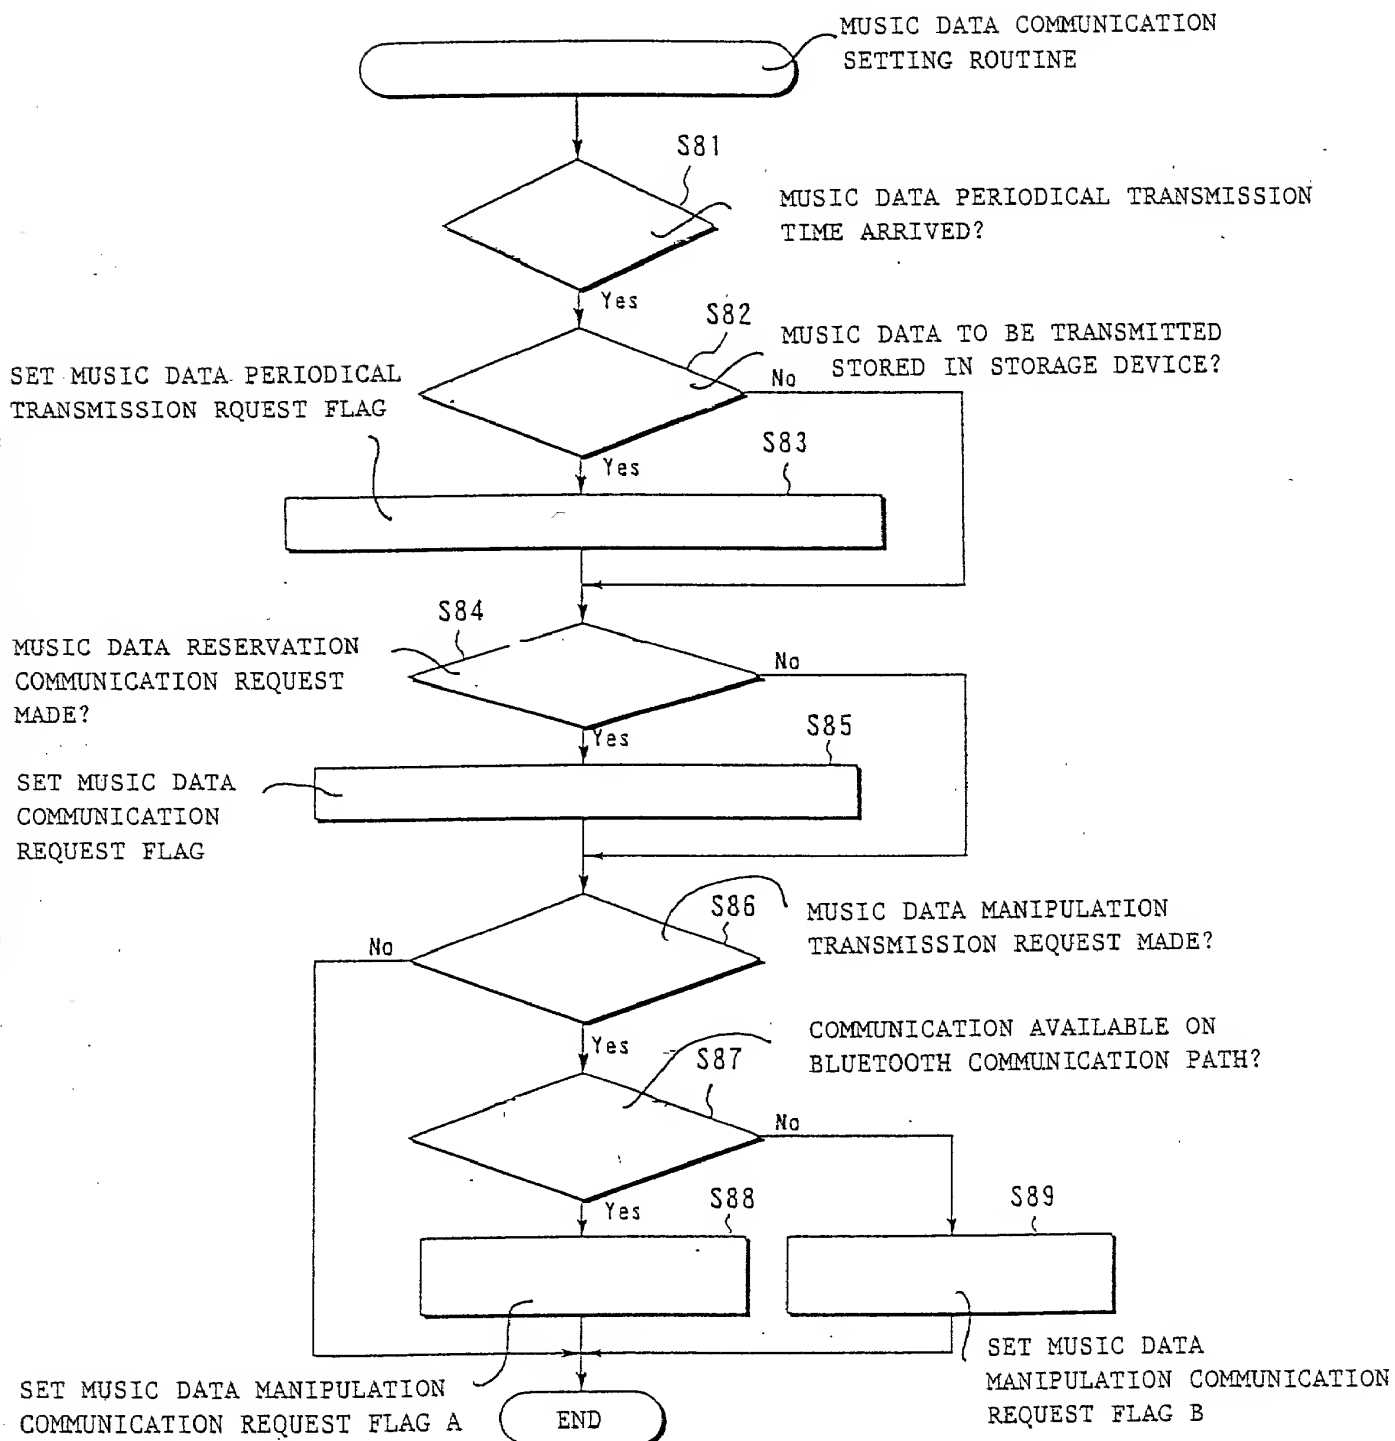 MUSIC DATA COMMUNICATION
SETTING ROUTINE
S81
MUSIC DATA PERIODICAL TRANSMISSION
TIME ARRIVED?
Yes
S82
MUSIC DATA TO BE TRANSMITTED
STORED IN STORAGE DEVICE?
No
SET MUSIC DATA PERIODICAL
TRANSMISSION RQUEST FLAG
Yes
S83
S84
MUSIC DATA RESERVATION
COMMUNICATION REQUEST
MADE?
No
Yes
S85
SET MUSIC DATA
COMMUNICATION
REQUEST FLAG
S86
MUSIC DATA MANIPULATION
TRANSMISSION REQUEST MADE?
No
Yes
COMMUNICATION AVAILABLE ON
BLUETOOTH COMMUNICATION PATH?
S87
No
Yes
S88
S89
SET MUSIC DATA MANIPULATION
COMMUNICATION REQUEST FLAG A
END
SET MUSIC DATA
MANIPULATION COMMUNICATION
REQUEST FLAG B